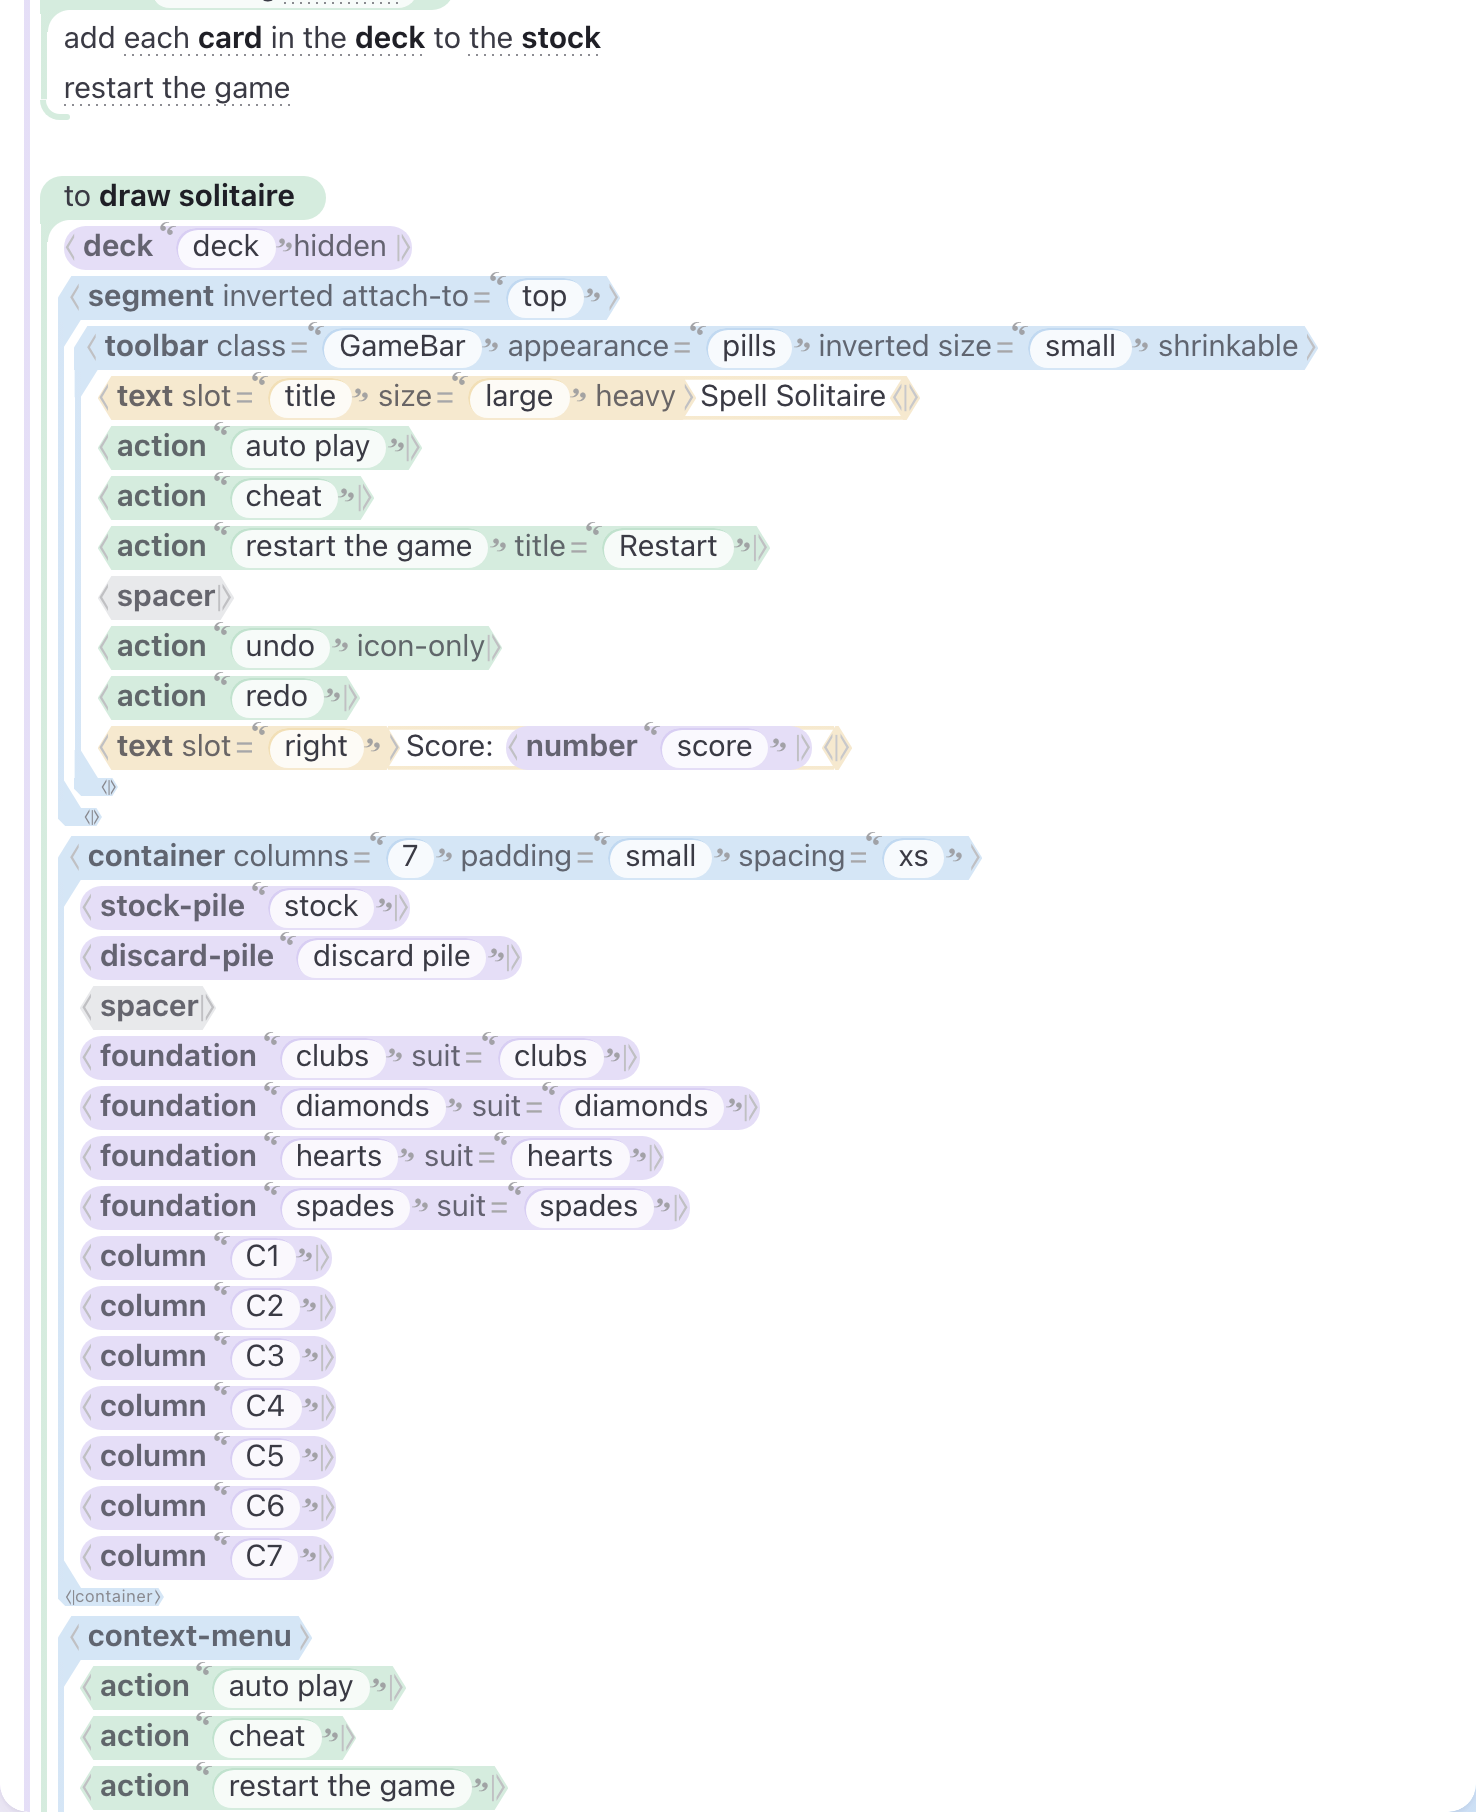 add each card in the deck to the stock
restart the game
to draw solitaire
〈deck “deck” hidden|〉
〈segment inverted attach-to=“top”〉
〈toolbar class=“GameBar” appearance=“pills” inverted size=“small” shrinkable〉
〈text slot=“title” size=“large” heavy〉Spell Solitaire〈|〉
〈action “auto play”|〉
〈action “cheat”|〉
〈action “restart the game” title=“Restart”|〉
〈spacer|〉
〈action “undo” icon-only|〉
〈action “redo”|〉
〈text slot=“right”〉Score: 〈number “score”|〉 〈|〉
〈|〉
〈|〉
〈container columns=“7” padding=“small” spacing=“xs”〉
〈stock-pile “stock”|〉
〈discard-pile “discard pile”|〉
〈spacer|〉
〈foundation “clubs” suit=“clubs”|〉
〈foundation “diamonds” suit=“diamonds”|〉
〈foundation “hearts” suit=“hearts”|〉
〈foundation “spades” suit=“spades”|〉
〈column “C1”|〉
〈column “C2”|〉
〈column “C3”|〉
〈column “C4”|〉
〈column “C5”|〉
〈column “C6”|〉
〈column “C7”|〉
〈|container〉
〈context-menu〉
〈action “auto play”|〉
〈action “cheat”|〉
〈action “restart the game”|〉